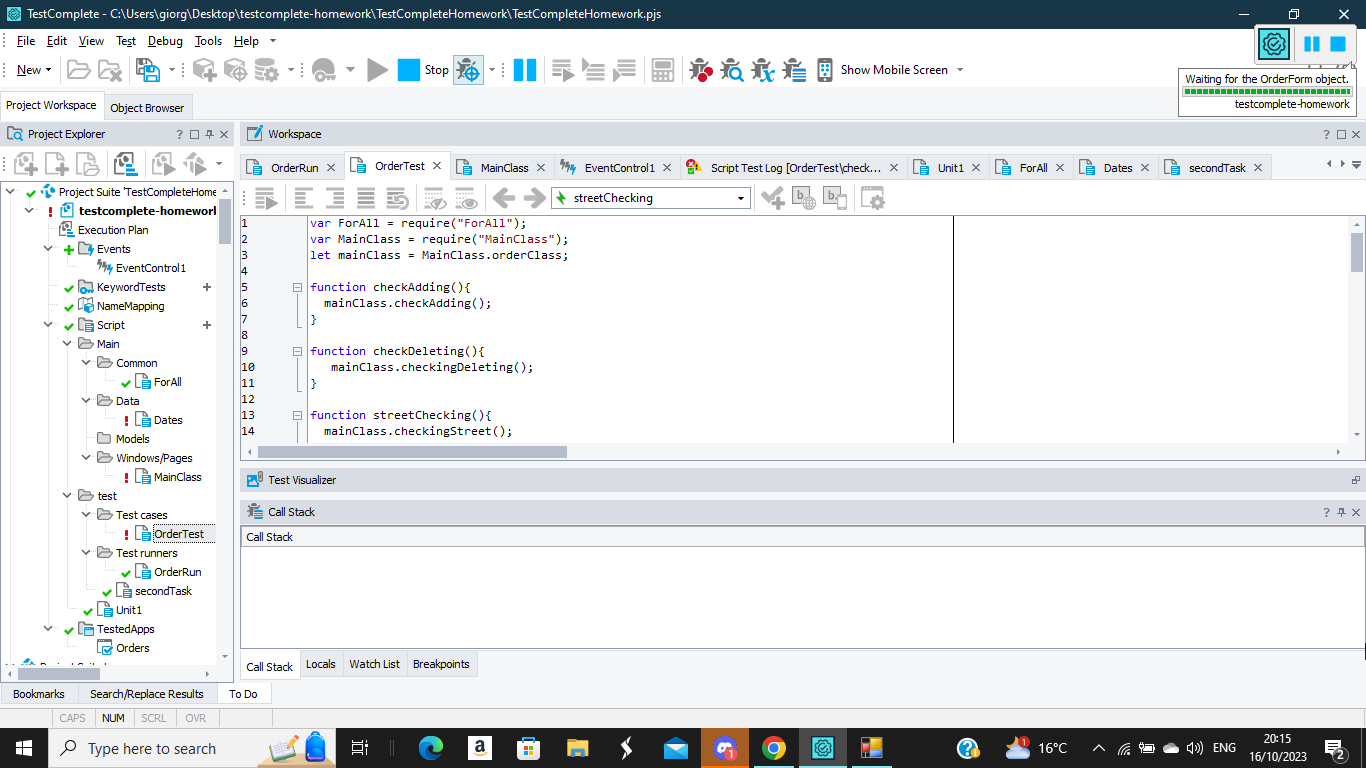 TestComplete - C:\Users\giorg\Desktop\testcomplete-homework\TestCompleteHomework\TestCompleteHomework.pjs
File Edit View Test Debug Tools Help
New Stop Show Mobile Screen
Waiting for the OrderForm object.
testcomplete-homework
Project Workspace Object Browser
Project Explorer
Workspace
OrderRun OrderTest MainClass EventControl1 Script Test Log [OrderTest\check... Unit1 ForAll Dates secondTask
streetChecking
Project Suite 'TestCompleteHome
testcomplete-homework
Execution Plan
Events
EventControl1
KeywordTests
NameMapping
Script
Main
Common
ForAll
Data
Dates
Models
Windows/Pages
MainClass
test
Test cases
OrderTest
Test runners
OrderRun
secondTask
Unit1
TestedApps
Orders
1 var ForAll = require("ForAll");
2 var MainClass = require("MainClass");
3 let mainClass = MainClass.orderClass;
4
5 function checkAdding(){
6 mainClass.checkAdding();
7 }
8
9 function checkDeleting(){
10 mainClass.checkingDeleting();
11 }
12
13 function streetChecking(){
14 mainClass.checkingStreet();
Test Visualizer
Call Stack
Call Stack
Call Stack Locals Watch List Breakpoints
Bookmarks Search/Replace Results To Do
CAPS NUM SCRL OVR
Type here to search
1
16°C
ENG
20:15
16/10/2023
2